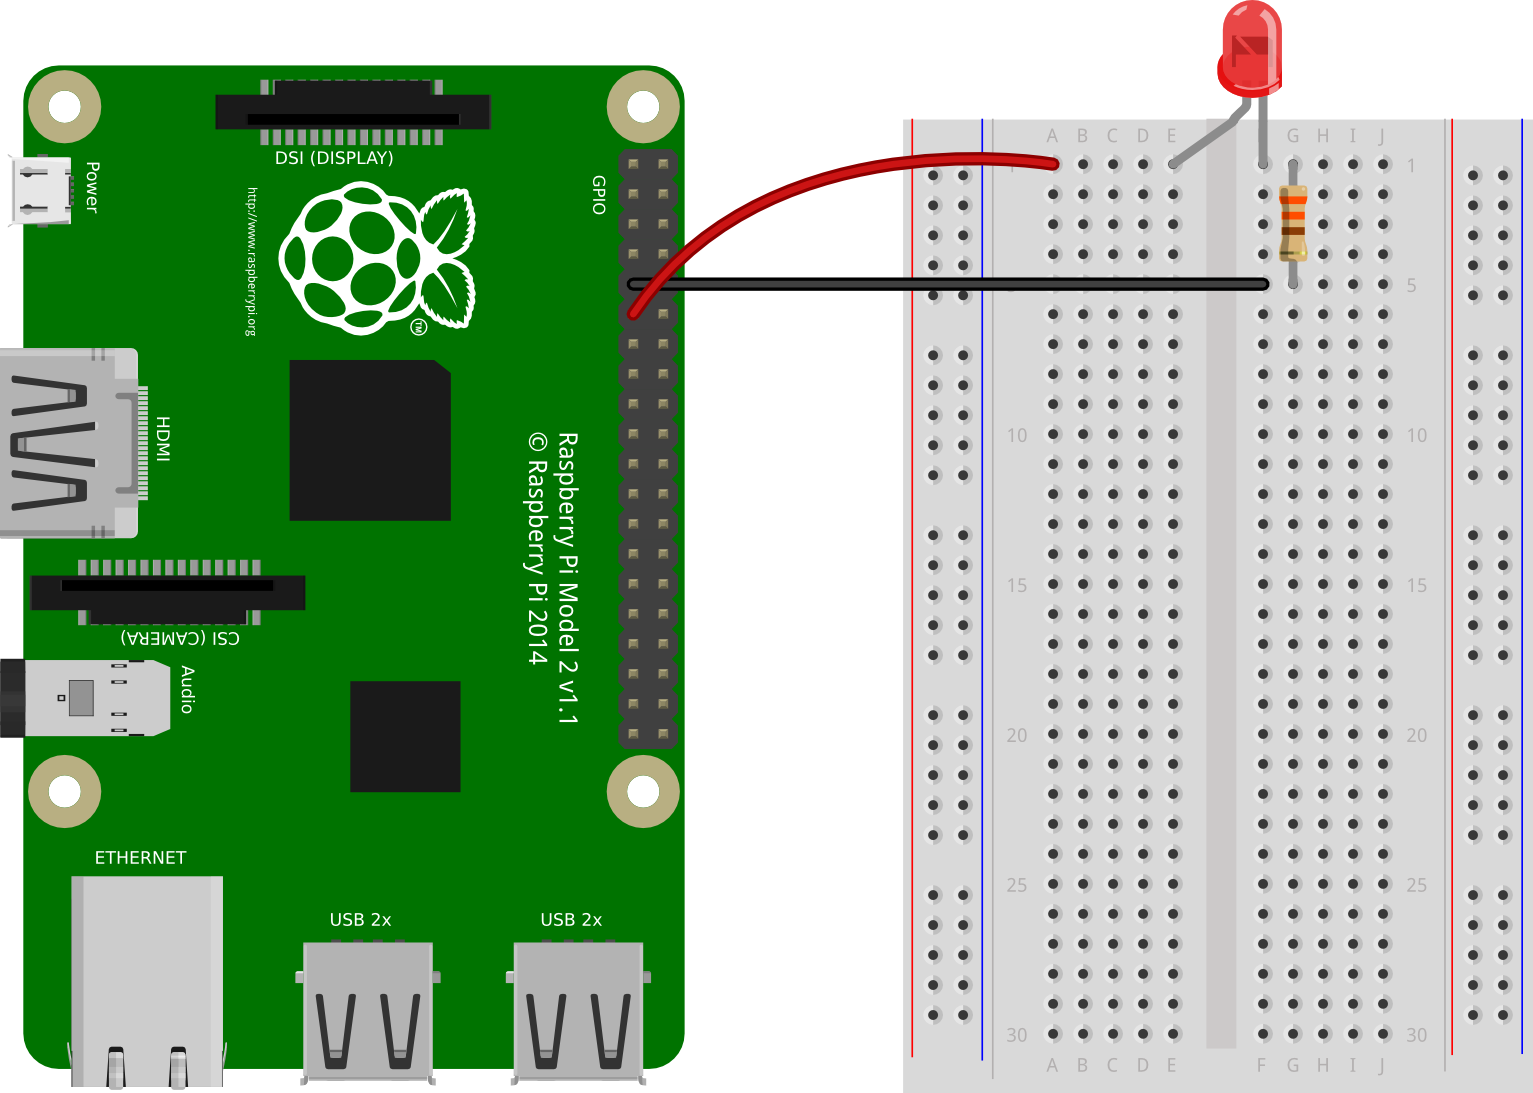 DSI (DISPLAY)
Power
http://www.raspberrypi.org
GPIO
TM
HDMI
Raspberry Pi Model 2 v1.1
© Raspberry Pi 2014
CSI (CAMERA)
Audio
ETHERNET
USB 2x
USB 2x
A B C D E G H I J
1
5
10 10
15 15
20 20
25 25
30 30
A B C D E F G H I J